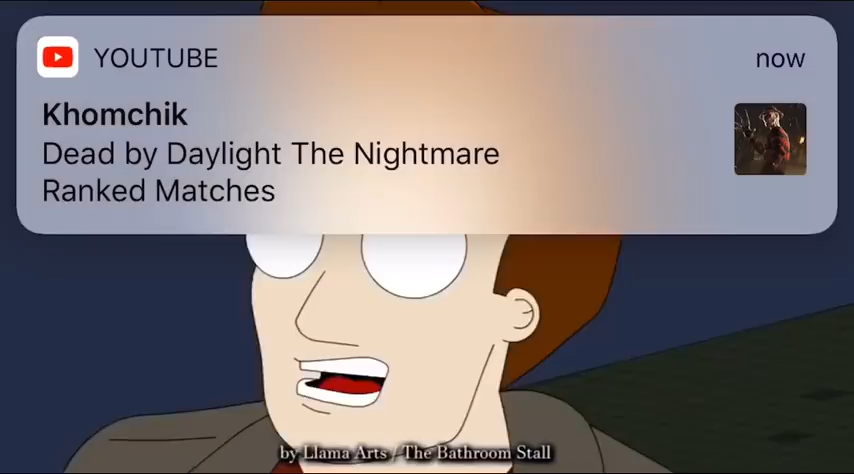 YOUTUBE now
Khomchik
Dead by Daylight The Nightmare
Ranked Matches
by Llama Arts / The Bathroom Stall